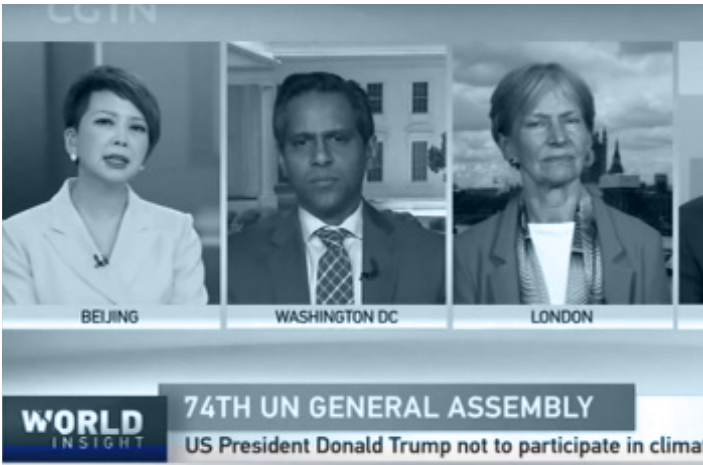 CGTN
BEIJING
WASHINGTON DC
LONDON
74TH UN GENERAL ASSEMBLY
WORLD
INSIGHT
US President Donald Trump not to participate in clima